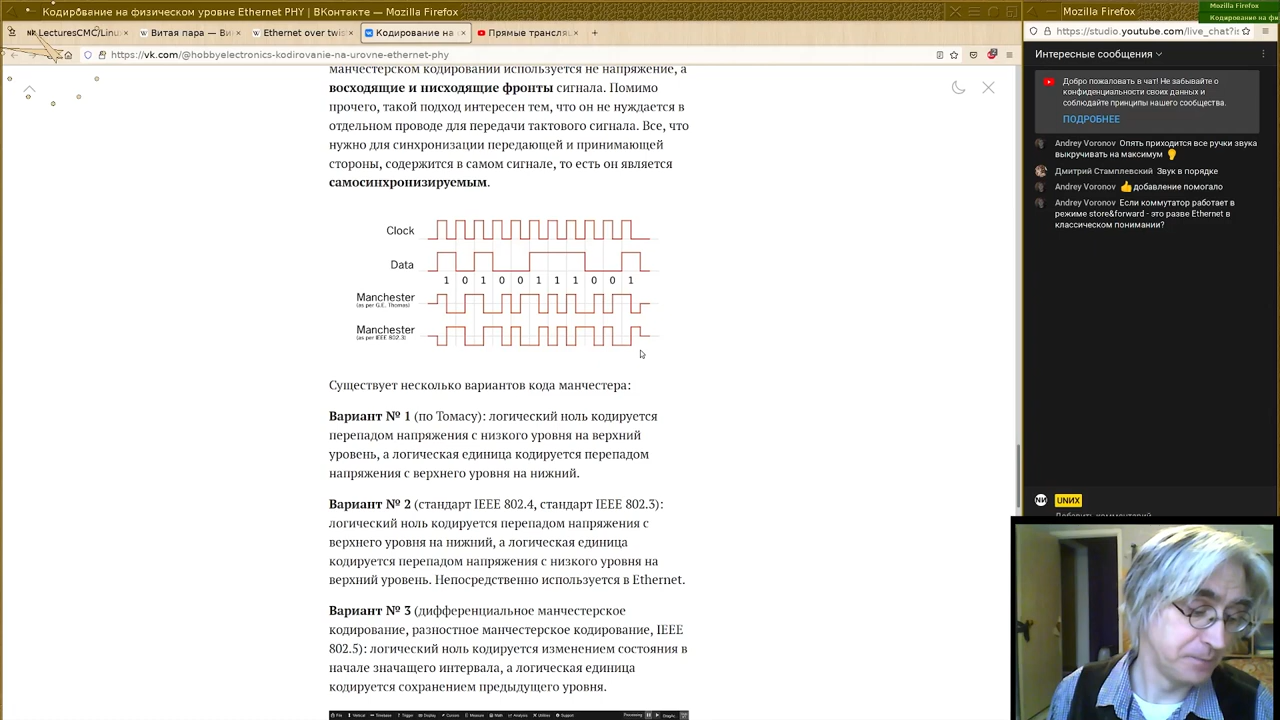 Кодирование на физическом уровне Ethernet PHY | ВКонтакте — Mozilla Firefox
Mozilla Firefox
Mozilla Firefox
LecturesCMC/Linux
Витая пара — Ви
Ethernet over twis
Кодирование на
Прямые трансляц
https://vk.com/@hobbyelectronics-kodirovanie-na-urovne-ethernet-phy
https://studio.youtube.com/live_chat?is
манчестерском кодировании используется не напряжение, а
восходящие и нисходящие фронты сигнала. Помимо
прочего, такой подход интересен тем, что он не нуждается в
отдельном проводе для передачи тактового сигнала. Все, что
нужно для синхронизации передающей и принимающей
стороны, содержится в самом сигнале, то есть он является
самосинхронизируемым.
Clock
Data
1 0 1 0 0 1 1 1 0 0 1
Manchester
(as per G.E. Thomas)
Manchester
(as per IEEE 802.3)
Существует несколько вариантов кода манчестера:
Вариант № 1 (по Томасу): логический ноль кодируется
перепадом напряжения с низкого уровня на верхний
уровень, а логическая единица кодируется перепадом
напряжения с верхнего уровня на нижний.
Вариант № 2 (стандарт IEEE 802.4, стандарт IEEE 802.3):
логический ноль кодируется перепадом напряжения с
верхнего уровня на нижний, а логическая единица
кодируется перепадом напряжения с низкого уровня на
верхний уровень. Непосредственно используется в Ethernet.
Вариант № 3 (дифференциальное манчестерское
кодирование, разностное манчестерское кодирование, IEEE
802.5): логический ноль кодируется изменением состояния в
начале значащего интервала, а логическая единица
кодируется сохранением предыдущего уровня.
Интересные сообщения
Добро пожаловать в чат! Не забывайте о
конфиденциальности своих данных и
соблюдайте принципы нашего сообщества.
ПОДРОБНЕЕ
Andrey Voronov Опять приходится все ручки звука
выкручивать на максимум
Дмитрий Стамплевский Звук в порядке
Andrey Voronov добавление помогало
Andrey Voronov Если коммутатор работает в
режиме store&forward - это разве Ethernet в
классическом понимании?
UNИX